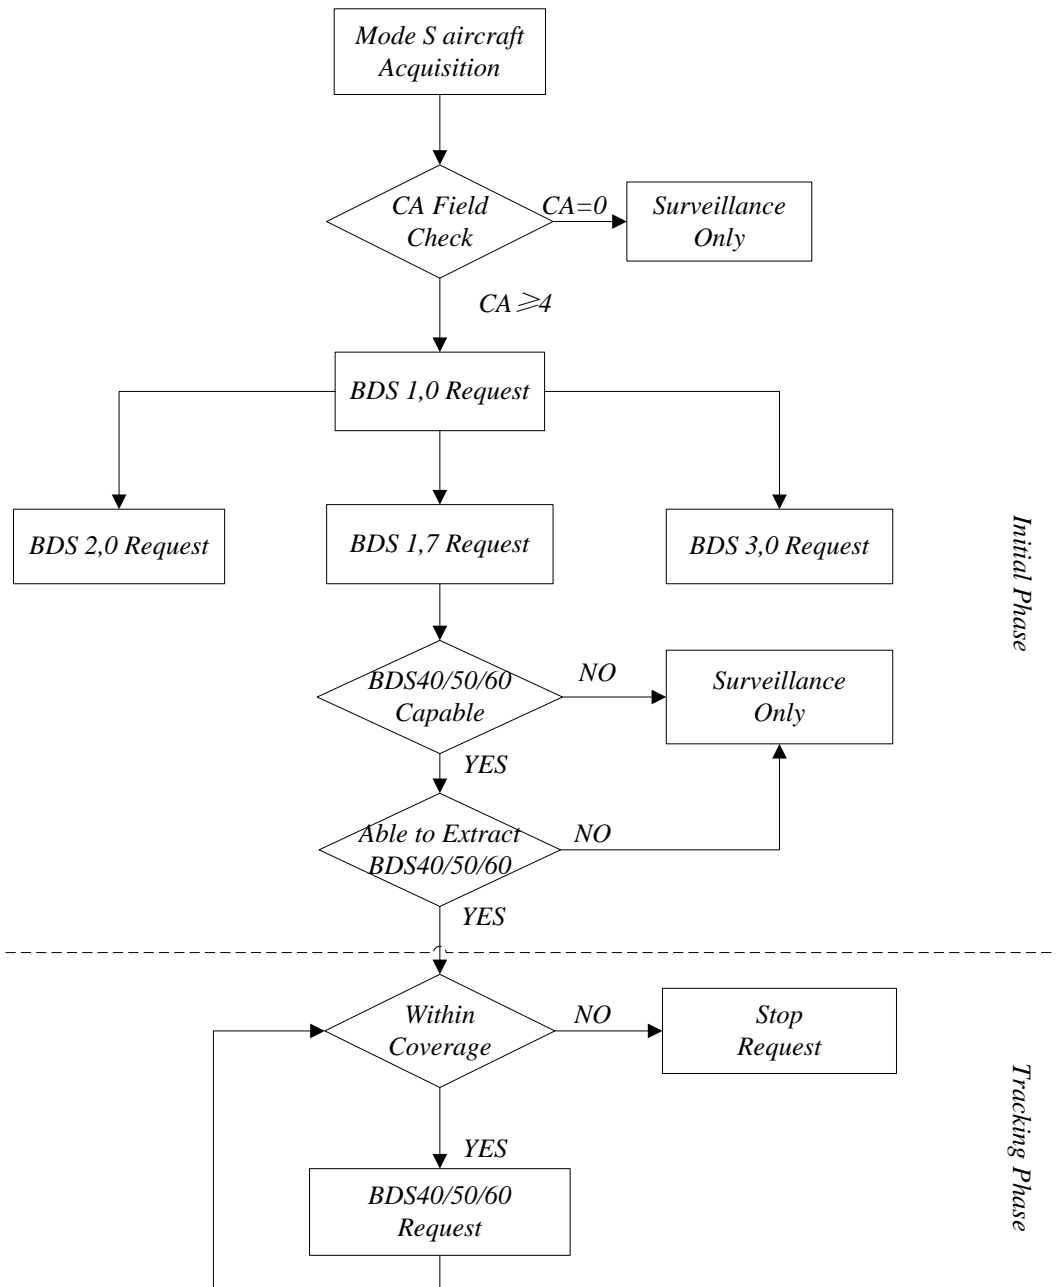 Mode S aircraft
Acquisition
CA Field
Check
CA=0
Surveillance
Only
CA⩾4
BDS 1,0 Request
BDS 2,0 Request
BDS 1,7 Request
BDS 3,0 Request
Initial Phase
BDS40/50/60
Capable
NO
Surveillance
Only
YES
Able to Extract
BDS40/50/60
NO
YES
Within
Coverage
NO
Stop
Request
Tracking Phase
YES
BDS40/50/60
Request